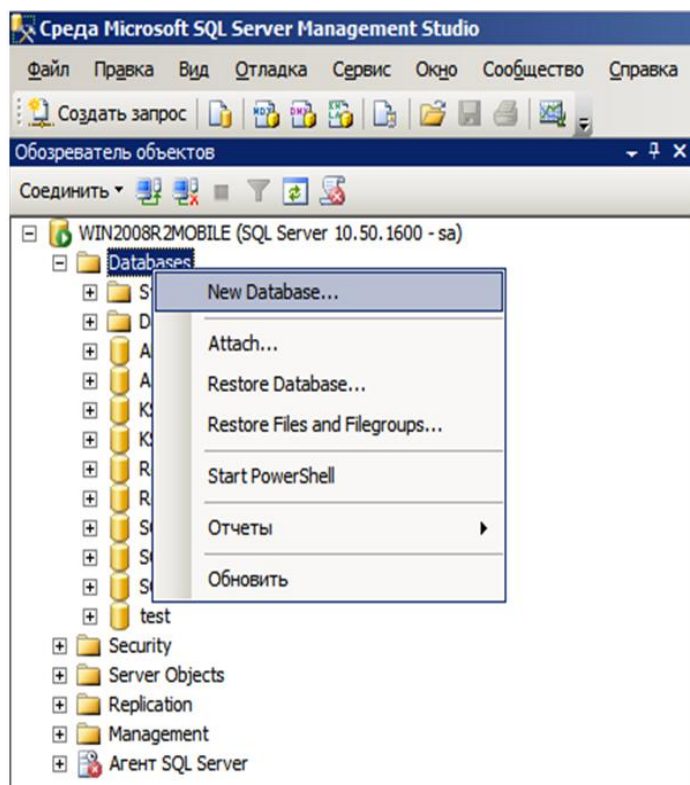 Среда Microsoft SQL Server Management Studio
Файл Правка Вид Отладка Сервис Окно Сообщество Справка
Создать запрос
Обозреватель объектов
Соединить
WIN2008R2MOBILE (SQL Server 10.50.1600 - sa)
Databases
New Database...
Attach...
Restore Database...
Restore Files and Filegroups...
Start PowerShell
Отчеты
Обновить
test
Security
Server Objects
Replication
Management
Агент SQL Server